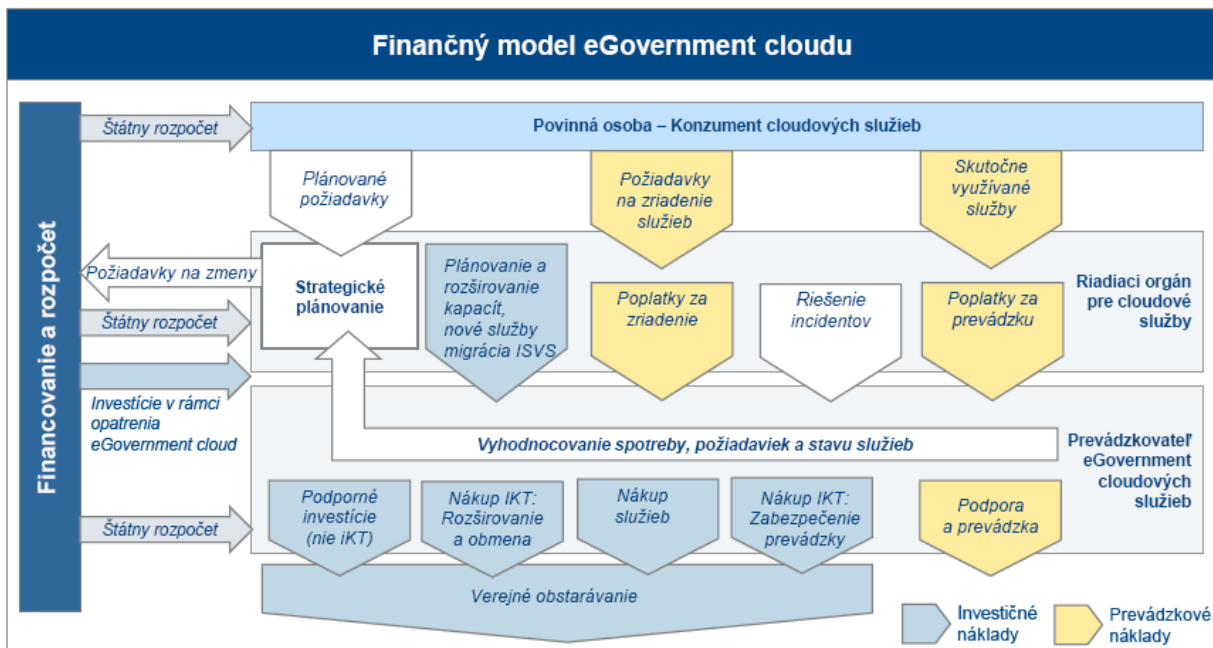 Finančný model eGovernment cloudu
Financovanie a rozpočet
Štátny rozpočet
Povinná osoba – Konzument cloudových služieb
Plánované
požiadavky
Požiadavky
na zriadenie
služieb
Skutočne
využívané
služby
Požiadavky na zmeny
Strategické
plánovanie
Plánovanie a
rozširovanie
kapacít,
nové služby
migrácia ISVS
Poplatky za
zriadenie
Riešenie
incidentov
Poplatky za
prevádzku
Riadiaci orgán
pre cloudové
služby
Štátny rozpočet
Investície v rámci
opatrenia
eGovernment cloud
Vyhodnocovanie spotreby, požiadaviek a stavu služieb
Prevádzkovateľ
eGovernment
cloudových
služieb
Štátny rozpočet
Podporné
investície
(nie iKT)
Nákup IKT:
Rozširovanie
a obmena
Nákup
služieb
Nákup IKT:
Zabezpečenie
prevádzky
Podpora
a prevádzka
Verejné obstarávanie
Investičné
náklady
Prevádzkové
náklady